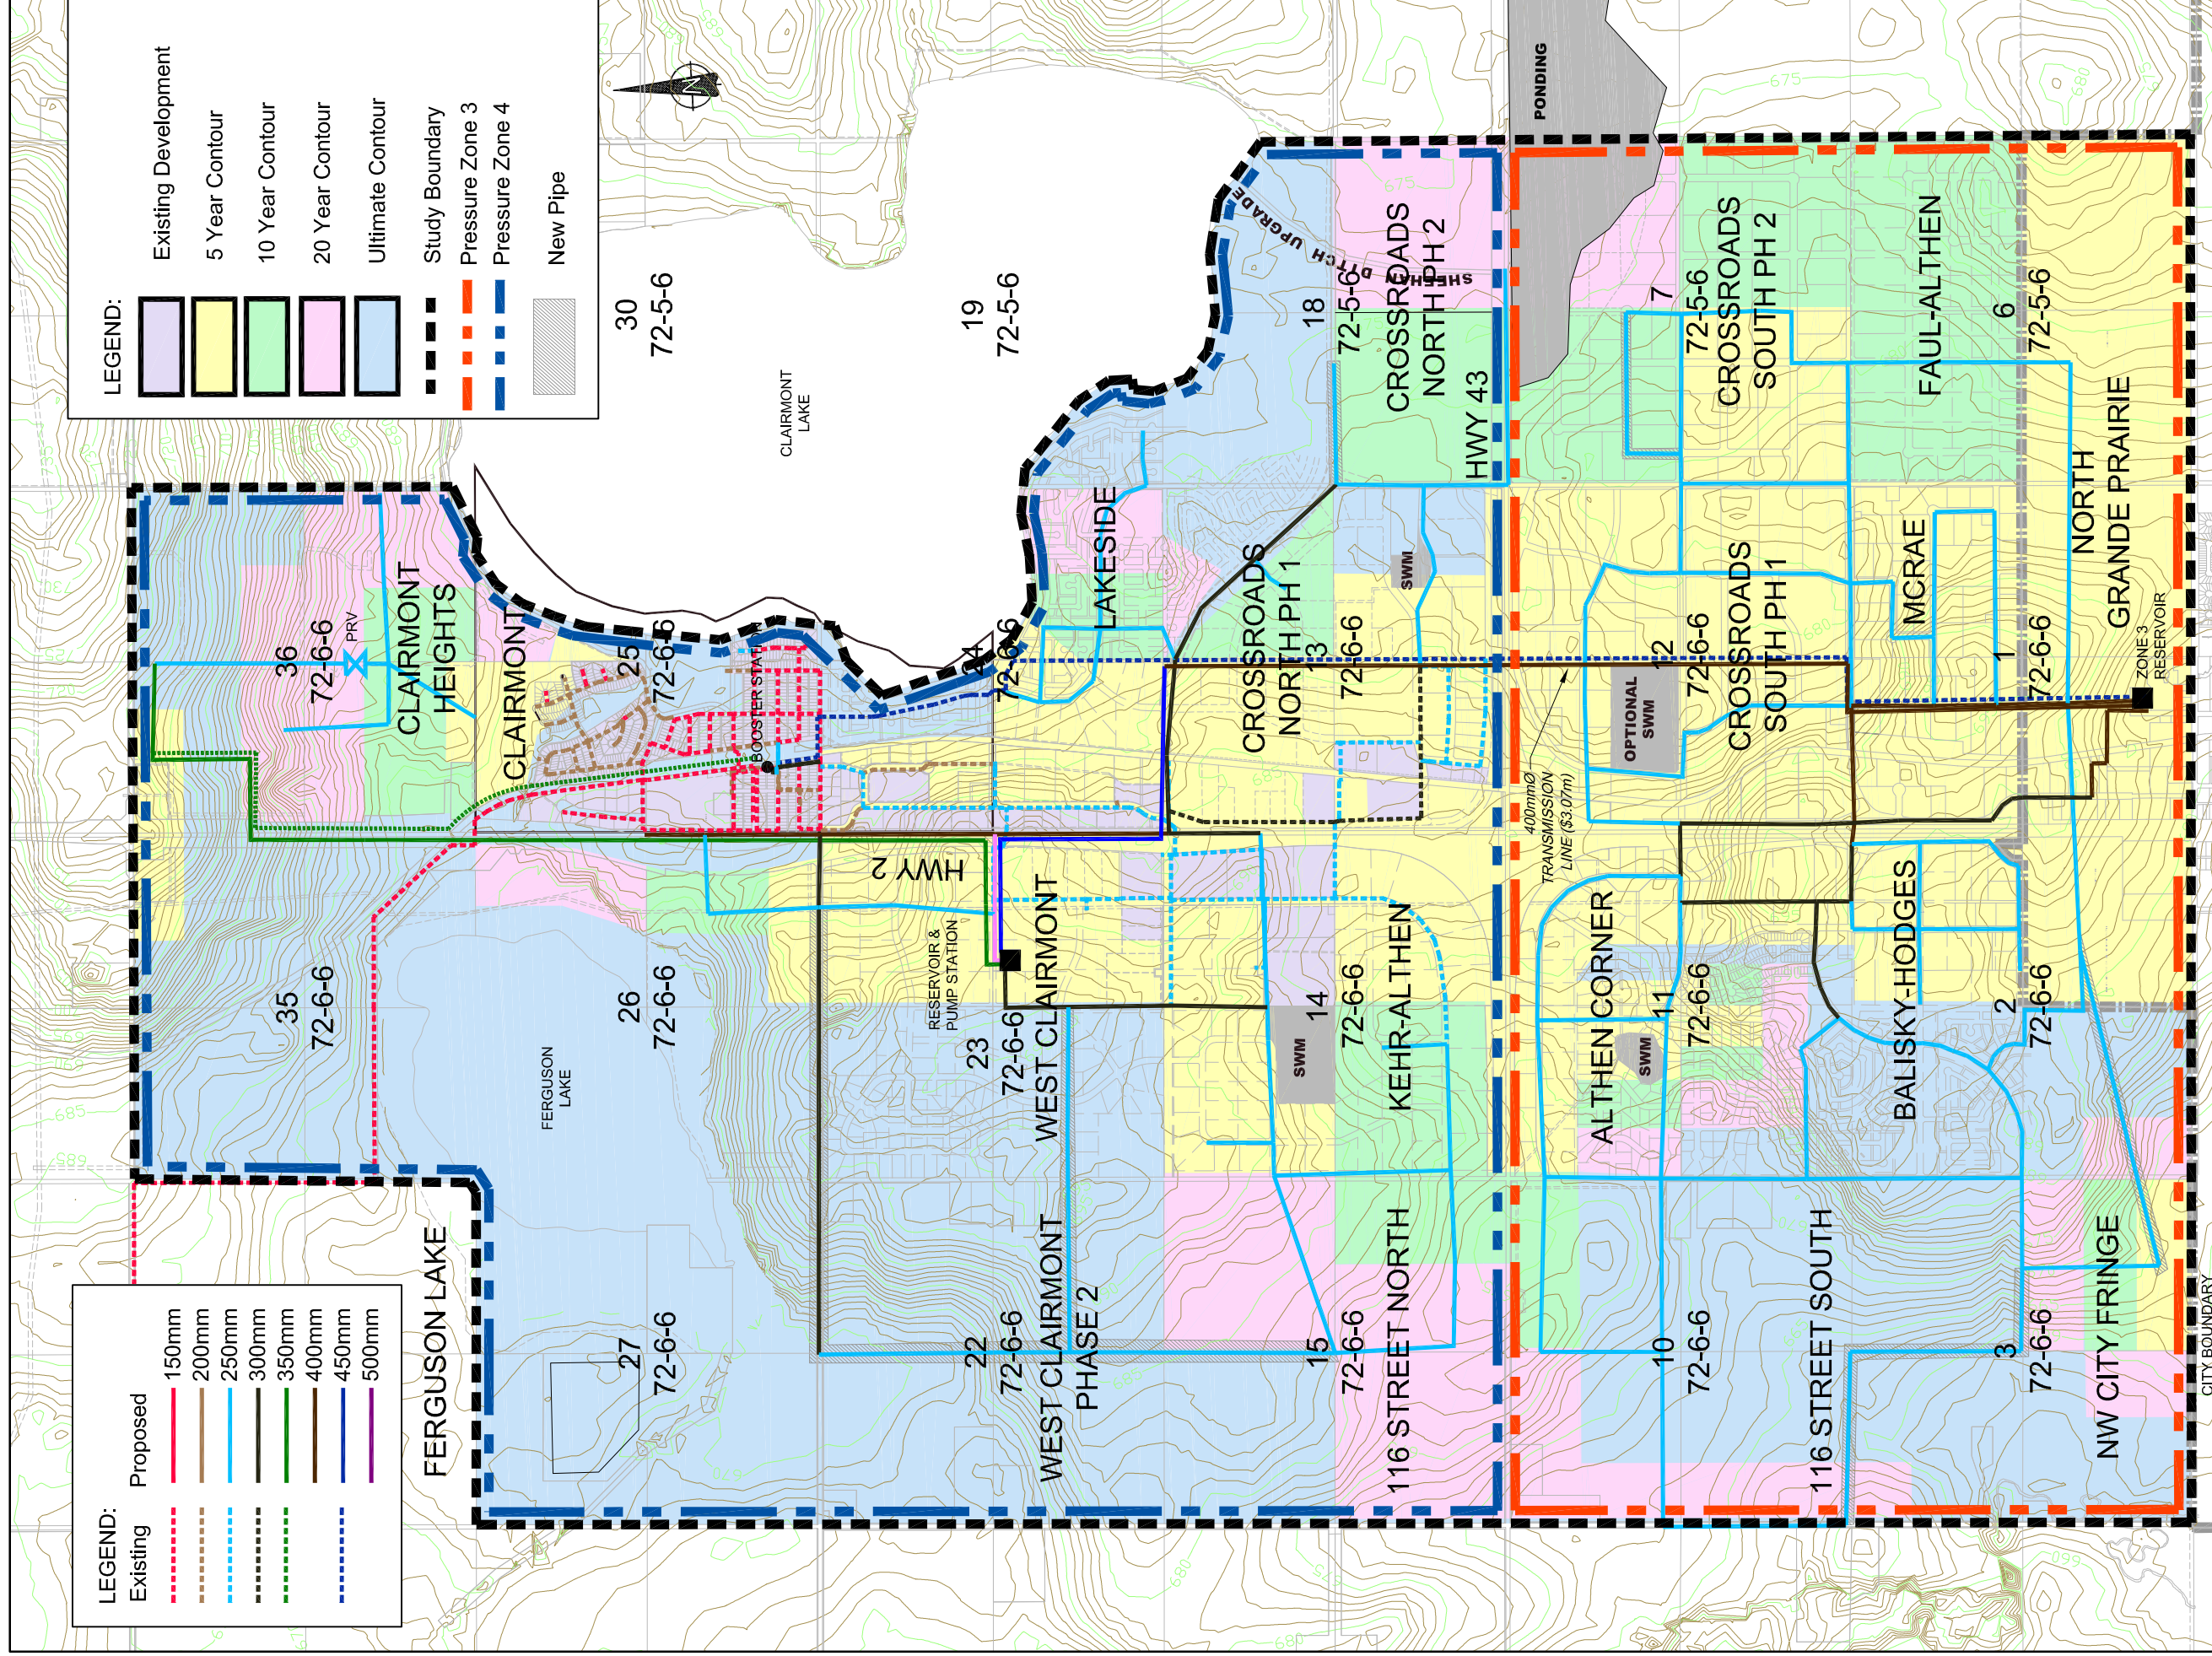 LEGEND:
Existing Development
5 Year Contour
10 Year Contour
20 Year Contour
Ultimate Contour
Study Boundary
Pressure Zone 3
Pressure Zone 4
New Pipe
LEGEND:
Existing
Proposed
150mm
200mm
250mm
300mm
350mm
400mm
450mm
500mm
N
30
72-5-6
19
72-5-6
CLAIRMONT
LAKE
18
72-5-6
SHEEHAN DITCH UPGRADE
CROSSROADS
NORTH PH 2
HWY 43
PONDING
7
72-5-6
CROSSROADS
SOUTH PH 2
FAUL-ALTHEN
6
72-5-6
36
72-6-6
PRV
CLAIRMONT
HEIGHTS
CLAIRMONT
25
72-6-6
BOOSTER STATION
24
72-6-6
LAKESIDE
CROSSROADS
NORTH PH 1
13
72-6-6
SWM
400mmØ
TRANSMISSION
LINE ($3.07m)
OPTIONAL
SWM
12
72-6-6
CROSSROADS
SOUTH PH 1
MCRAE
1
72-6-6
NORTH
GRANDE PRAIRIE
ZONE 3
RESERVOIR
35
72-6-6
FERGUSON
LAKE
26
72-6-6
HWY 2
RESERVOIR &
PUMP STATION
23
72-6-6
WEST CLAIRMONT
SWM
14
72-6-6
KEHR-ALTHEN
ALTHEN CORNER
SWM
11
72-6-6
BALISKY-HODGES
2
72-6-6
FERGUSON LAKE
27
72-6-6
22
72-6-6
WEST CLAIRMONT
PHASE 2
15
72-6-6
116 STREET NORTH
10
72-6-6
116 STREET SOUTH
3
72-6-6
NW CITY FRINGE
CITY BOUNDARY
675
675
680
675
685
685
670
680
675
660